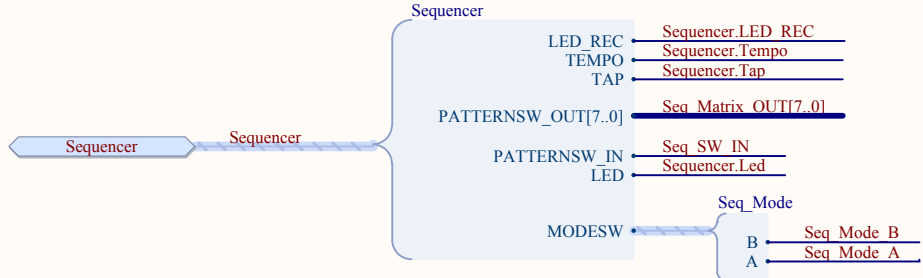 Sequencer
LED_REC Sequencer.LED_REC
TEMPO Sequencer.Tempo
TAP Sequencer.Tap
PATTERNSW_OUT[7..0] Seq_Matrix_OUT[7..0]
Sequencer Sequencer
PATTERNSW_IN Seq_SW_IN
LED Sequencer.Led
Seq_Mode
MODESW
B Seq_Mode_B
A Seq_Mode_A